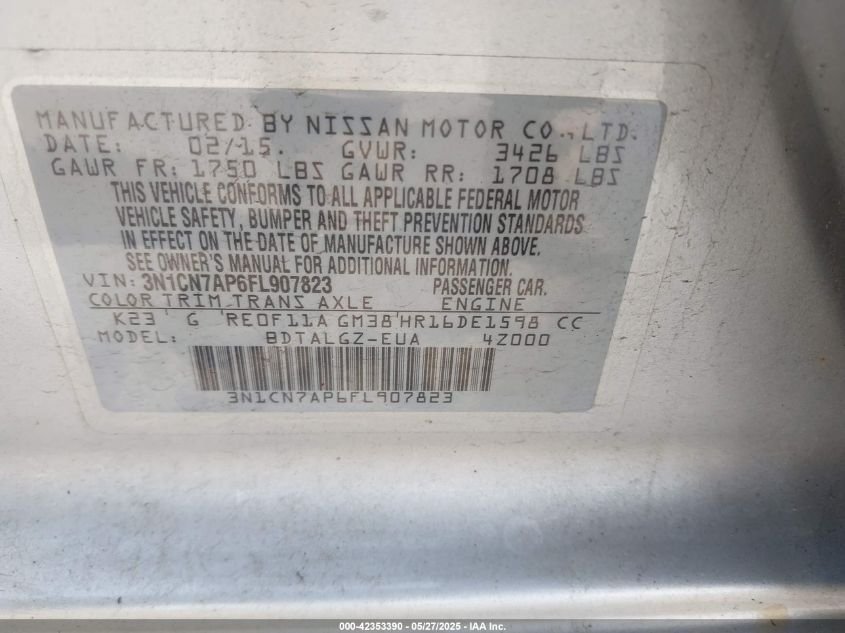 MANUFACTURED BY NISSAN MOTOR CO., LTD.
DATE: 02/15. GVWR: 3426 LBS
GAWR FR: 1750 LBS GAWR RR: 1708 LBS
THIS VEHICLE CONFORMS TO ALL APPLICABLE FEDERAL MOTOR
VEHICLE SAFETY, BUMPER AND THEFT PREVENTION STANDARDS
IN EFFECT ON THE DATE OF MANUFACTURE SHOWN ABOVE.
SEE OWNER'S MANUAL FOR ADDITIONAL INFORMATION.
VIN: 3N1CN7AP6FL907823 PASSENGER CAR.
COLOR TRIM TRANS AXLE ENGINE
K23 G RE0F11A GM38 HR16DE1598 CC
MODEL: BDTALGZ-EUA 4Z000
3N1CN7AP6FL907823
000-42353390 — 05/27/2025 - IAA Inc.